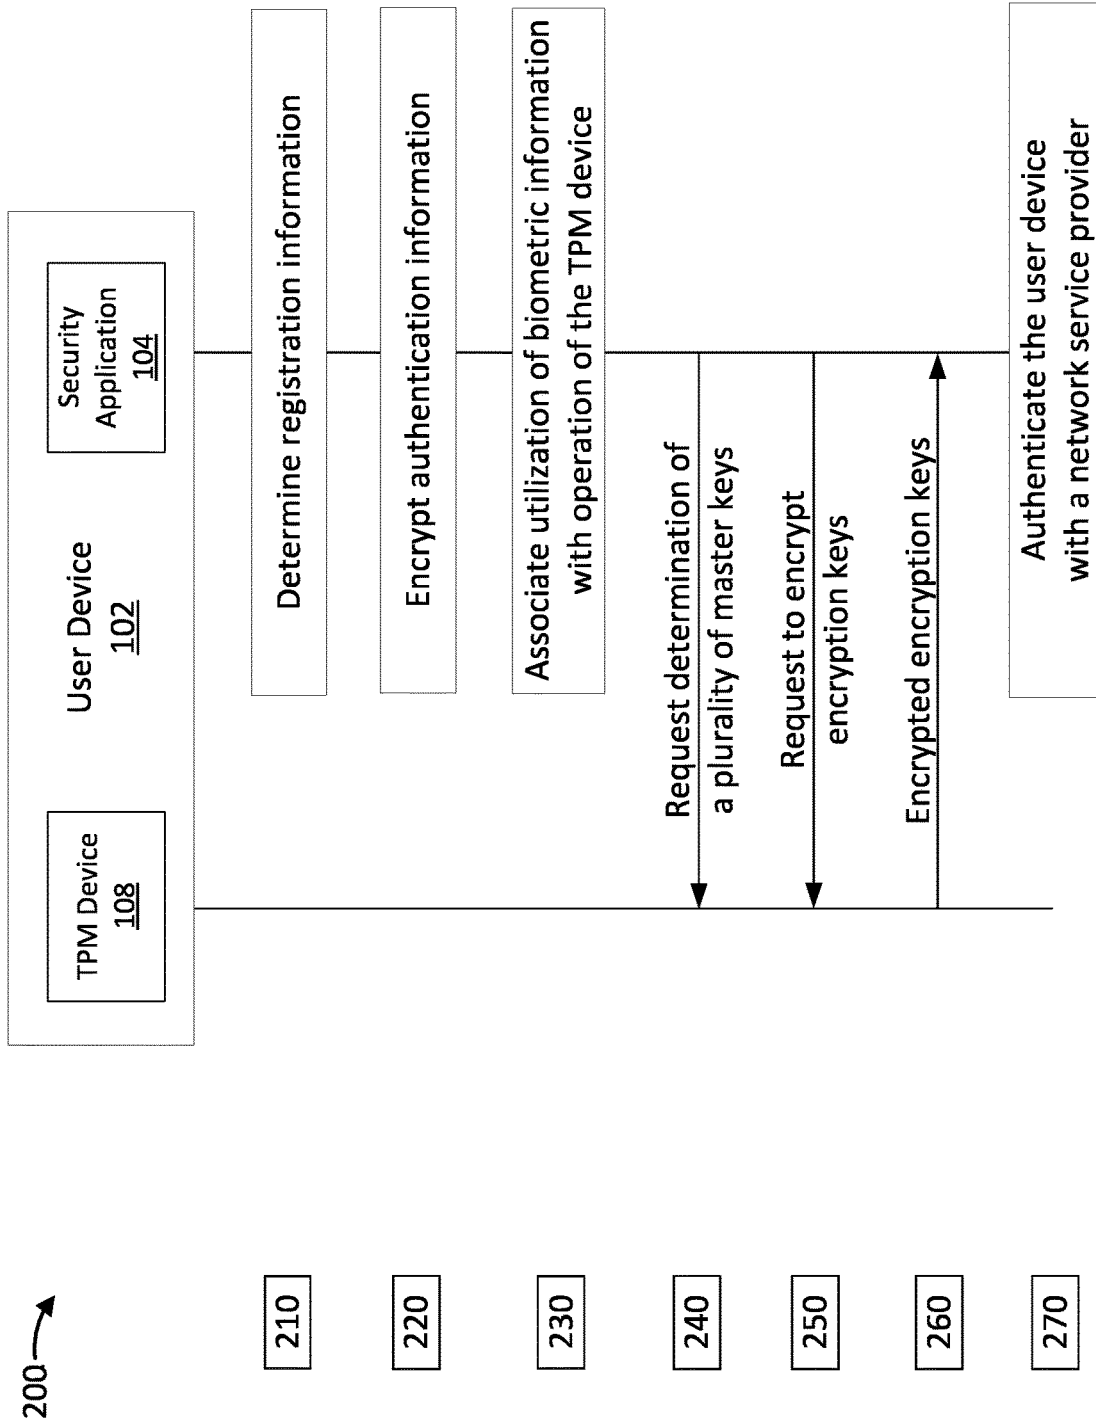 200
User Device
102
TPM Device
108
Security
Application
104
210
Determine registration information
220
Encrypt authentication information
230
Associate utilization of biometric information
with operation of the TPM device
240
Request determination of
a plurality of master keys
250
Request to encrypt
encryption keys
260
Encrypted encryption keys
270
Authenticate the user device
with a network service provider